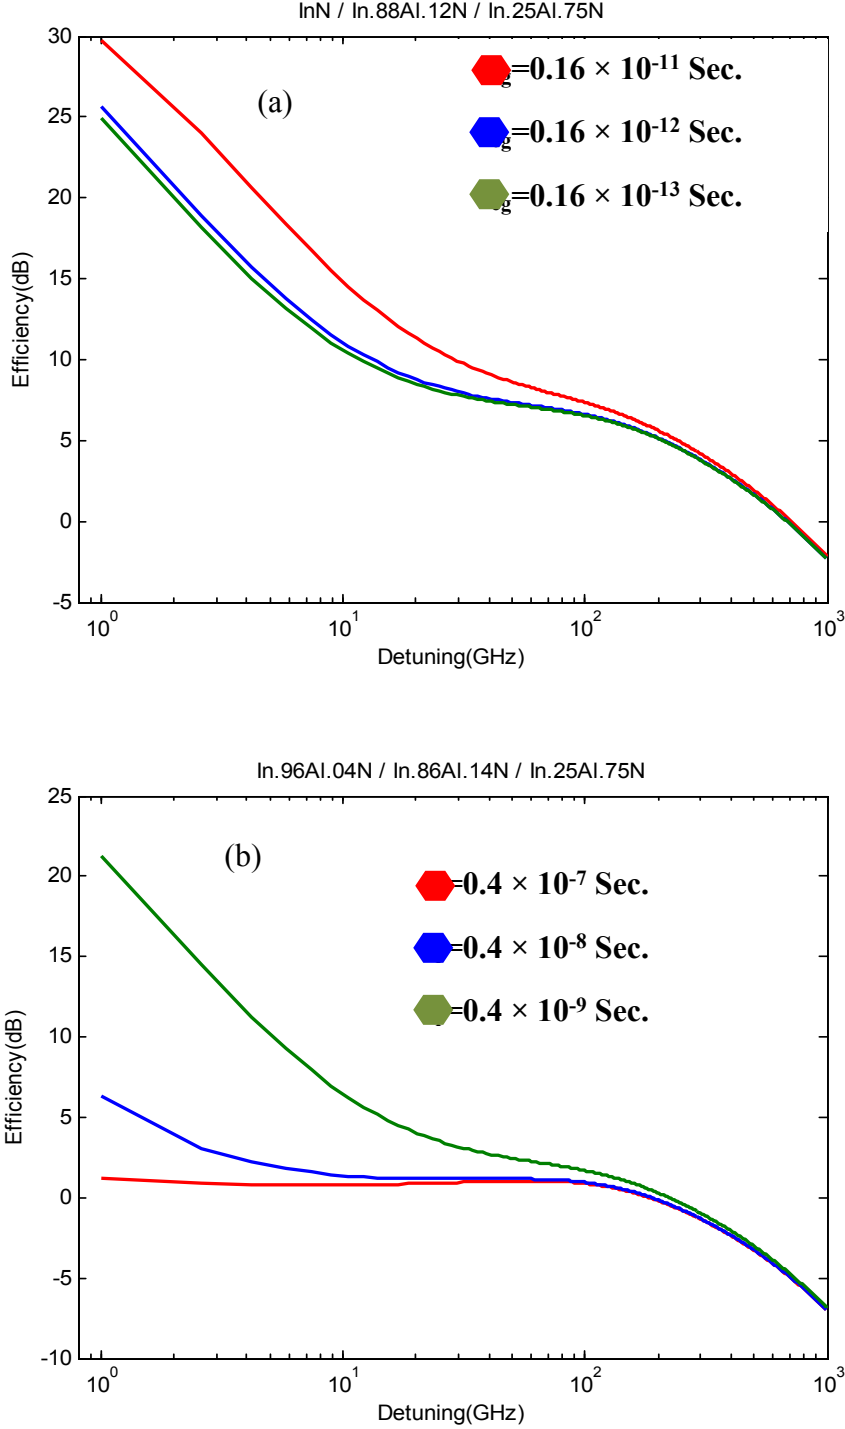 InN / In.88Al.12N / In.25Al.75N
30
25
20
15
10
5
0
-5
Efficiency(dB)
(a)
=0.16 × 10⁻¹¹ Sec.
=0.16 × 10⁻¹² Sec.
=0.16 × 10⁻¹³ Sec.
10⁰ 10¹ 10² 10³
Detuning(GHz)
In.96Al.04N / In.86Al.14N / In.25Al.75N
25
20
15
10
5
0
-5
-10
Efficiency(dB)
(b)
=0.4 × 10⁻⁷ Sec.
=0.4 × 10⁻⁸ Sec.
=0.4 × 10⁻⁹ Sec.
10⁰ 10¹ 10² 10³
Detuning(GHz)